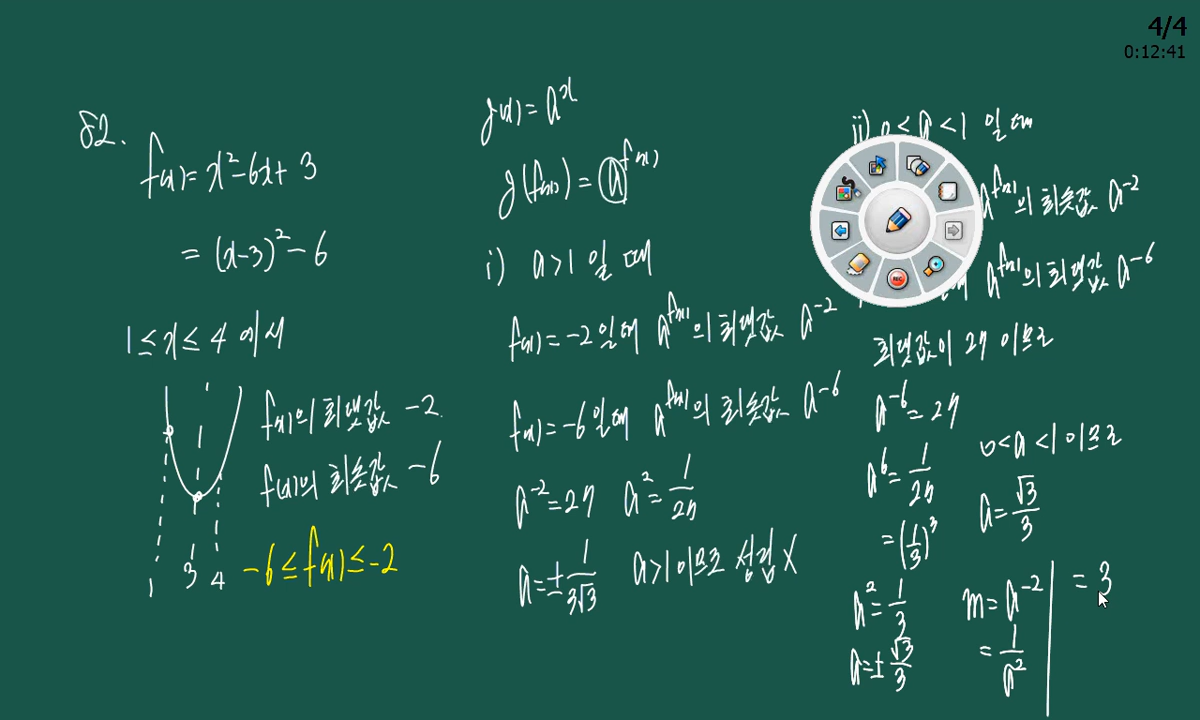 4/4
0:12:41
82.
f(x)=x²-6x+3
=(x-3)²-6
1≤x≤4 에서
f(x)의 최댓값 -2
f(x)의 최솟값 -6
1 3 4
-6≤f(x)≤-2
g(x)=a^x
g(f(x))=a^f(x)
i) a>1 일 때
f(x)=-2일때 a^f(x)의 최댓값 a^-2
f(x)=-6일때 a^f(x)의 최솟값 a^-6
a^-2=27 a²=1/27
a=±1/3√3 a>1이므로 성립X
ii) 0<a<1 일 때
a^f(x)의 최솟값 a^-2
a^f(x)의 최댓값 a^-6
최댓값이 27 이므로
a^-6=27
a^6=1/27
=(1/3)³
a²=1/3
a=±√3/3
0<a<1이므로
a=√3/3
m=a^-2
=1/a²
=3
REC